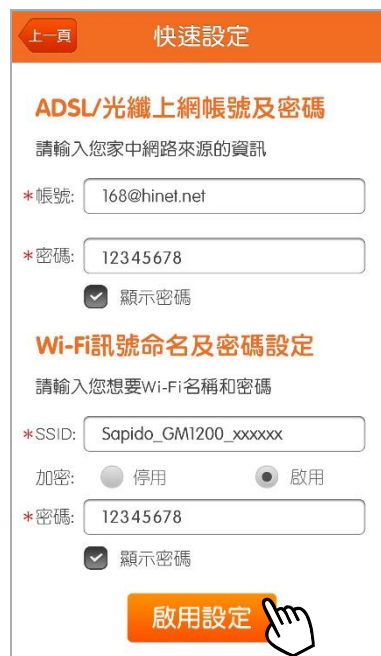 上一頁
快速設定
ADSL/光纖上網帳號及密碼
請輸入您家中網路來源的資訊
*帳號: 168@hinet.net
*密碼: 12345678
顯示密碼
Wi-Fi訊號命名及密碼設定
請輸入您想要Wi-Fi名稱和密碼
*SSID: Sapido_GM1200_xxxxxx
加密: 停用 啟用
*密碼: 12345678
顯示密碼
啟用設定